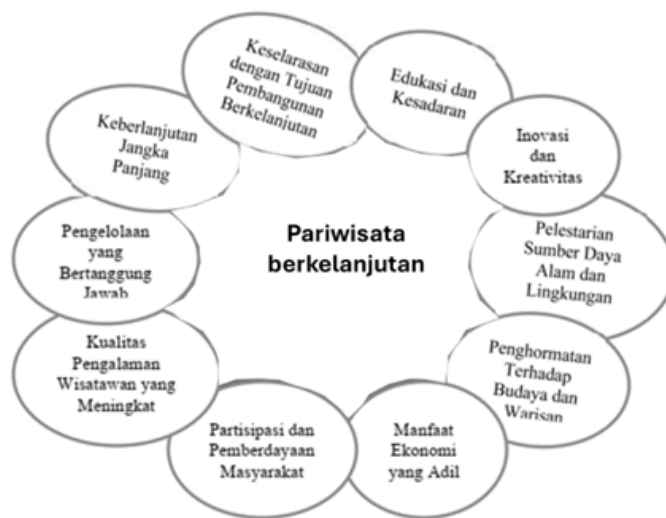 Keselarasan
dengan Tujuan
Pembangunan
Berkelanjutan
Edukasi dan
Kesadaran
Inovasi
dan
Kreativitas
Pelestarian
Sumber Daya
Alam dan
Lingkungan
Penghormatan
Terhadap
Budaya dan
Warisan
Manfaat
Ekonomi
yang Adil
Partisipasi dan
Pemberdayaan
Masyarakat
Kualitas
Pengalaman
Wisatawan yang
Meningkat
Pengelolaan
yang
Bertanggung
Jawab
Keberlanjutan
Jangka
Panjang
Pariwisata
berkelanjutan